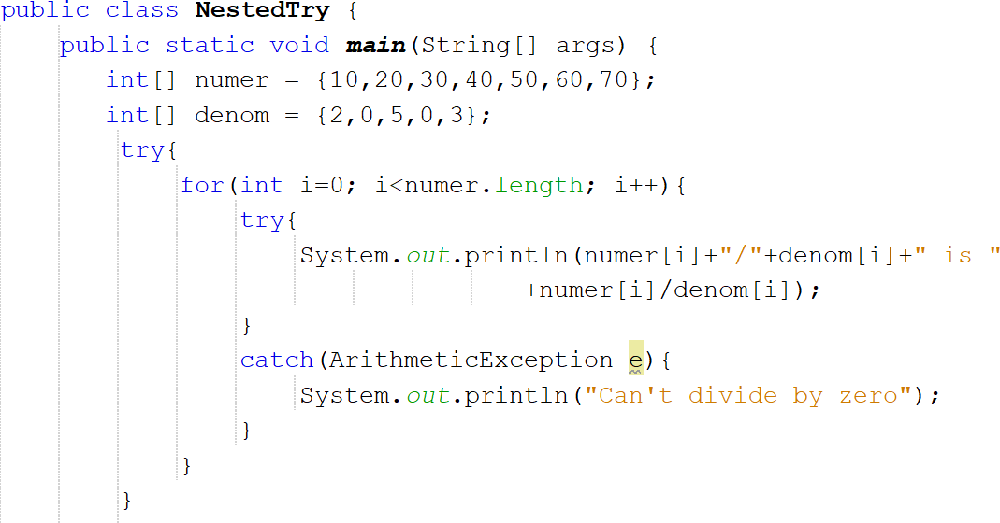 public class NestedTry {
public static void main(String[] args) {
int[] numer = {10,20,30,40,50,60,70};
int[] denom = {2,0,5,0,3};
try{
for(int i=0; i<numer.length; i++){
try{
System.out.println(numer[i]+"/"+denom[i]+" is "
+numer[i]/denom[i]);
}
catch(ArithmeticException e){
System.out.println("Can't divide by zero");
}
}
}